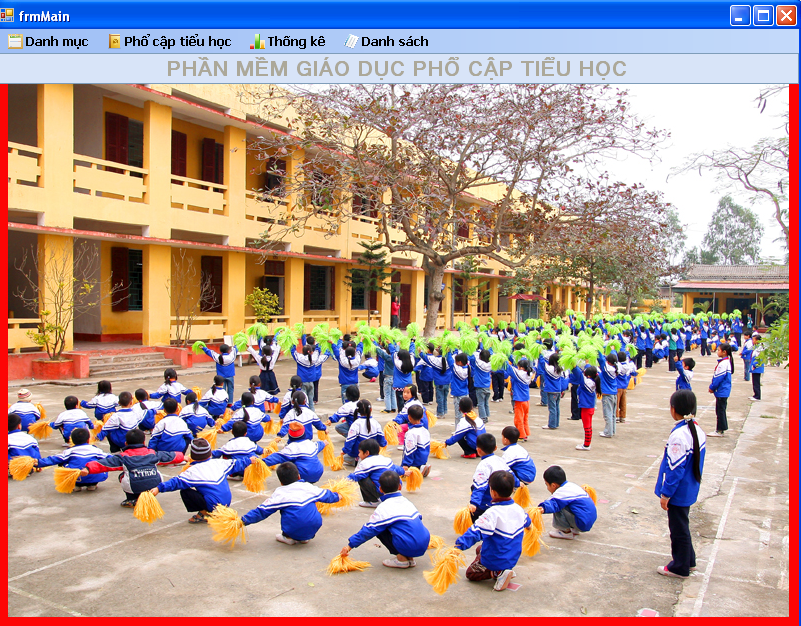 frmMain
Danh mục Phổ cập tiểu học Thống kê Danh sách
PHẦN MỀM GIÁO DỤC PHỔ CẬP TIỂU HỌC